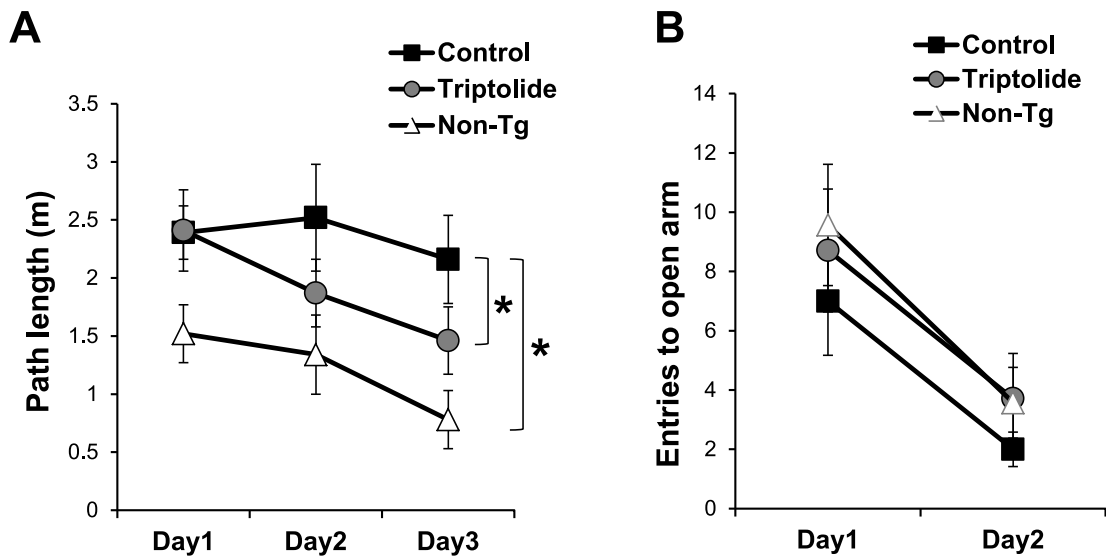 A
Control
Triptolide
Non-Tg
3.5
3
2.5
2
1.5
1
0.5
0
Path length (m)
*
*
Day1 Day2 Day3
B
Control
Triptolide
Non-Tg
14
12
10
8
6
4
2
0
Entries to open arm
Day1 Day2